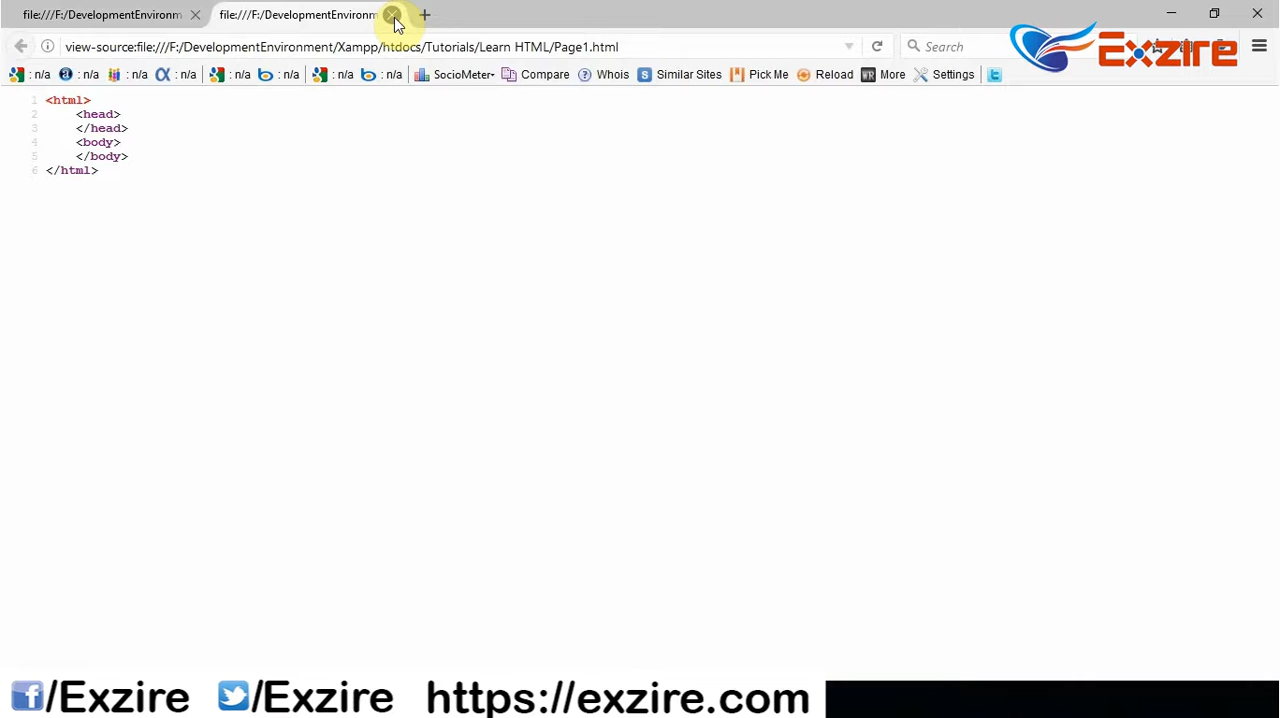 file:///F:/DevelopmentEnvironm
file:///F:/DevelopmentEnvironm
view-source:file:///F:/DevelopmentEnvironment/Xampp/htdocs/Tutorials/Learn HTML/Page1.html
Search
Exzire
: n/a : n/a : n/a : n/a : n/a : n/a : n/a : n/a SocioMeter Compare Whois Similar Sites Pick Me Reload WR More Settings
1 <html>
2 <head>
3 </head>
4 <body>
5 </body>
6 </html>
/Exzire /Exzire https://exzire.com